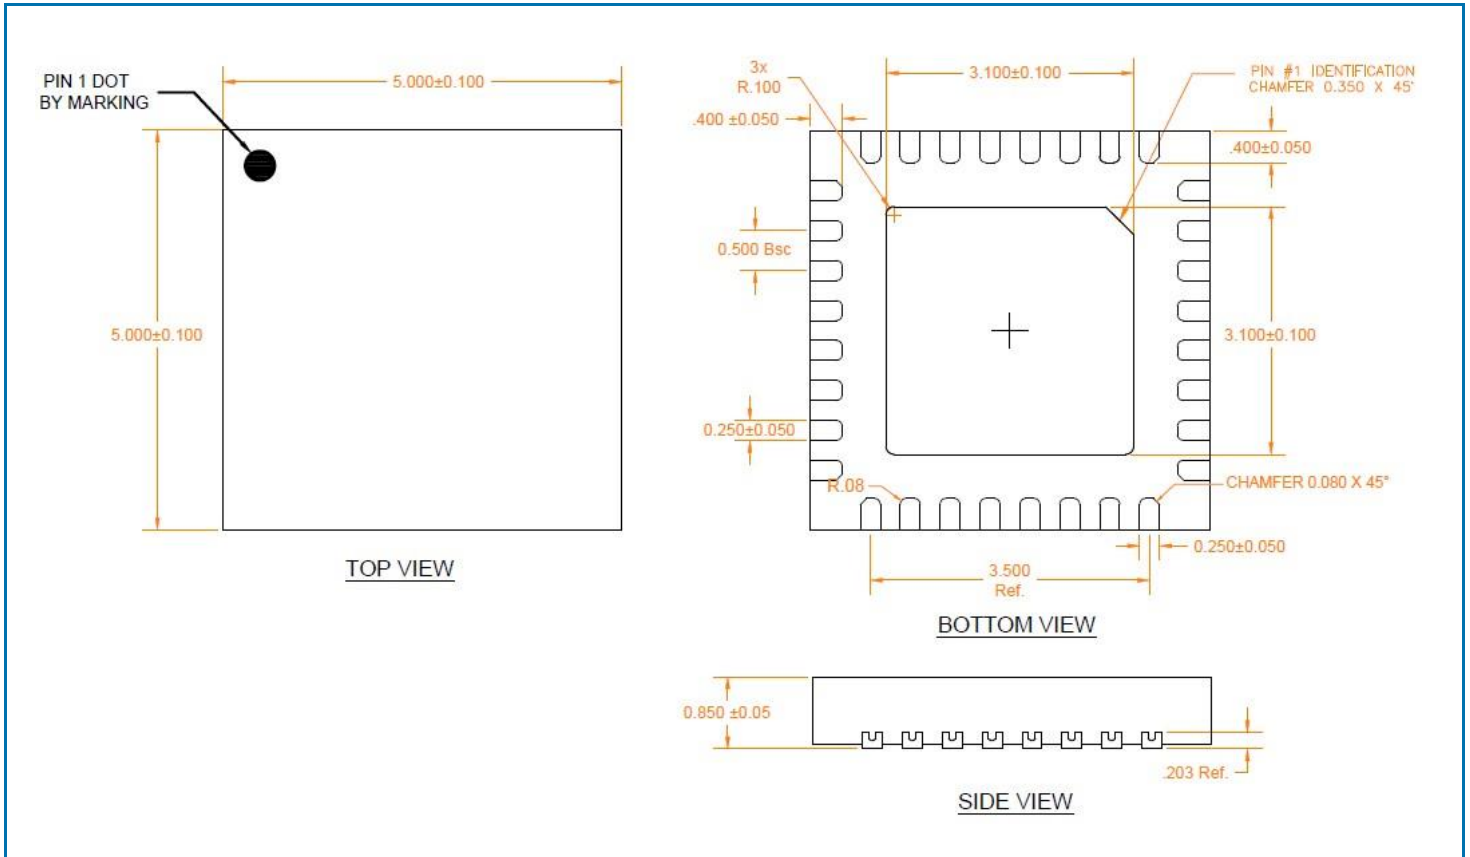 PIN 1 DOT
BY MARKING
5.000±0.100
5.000±0.100
TOP VIEW
3x
R.100
3.100±0.100
PIN #1 IDENTIFICATION
CHAMFER 0.350 X 45°
.400 ±0.050
.400±0.050
0.500 Bsc
3.100±0.100
0.250±0.050
R.08
CHAMFER 0.080 X 45°
0.250±0.050
3.500
Ref.
BOTTOM VIEW
0.850 ±0.05
.203 Ref.
SIDE VIEW